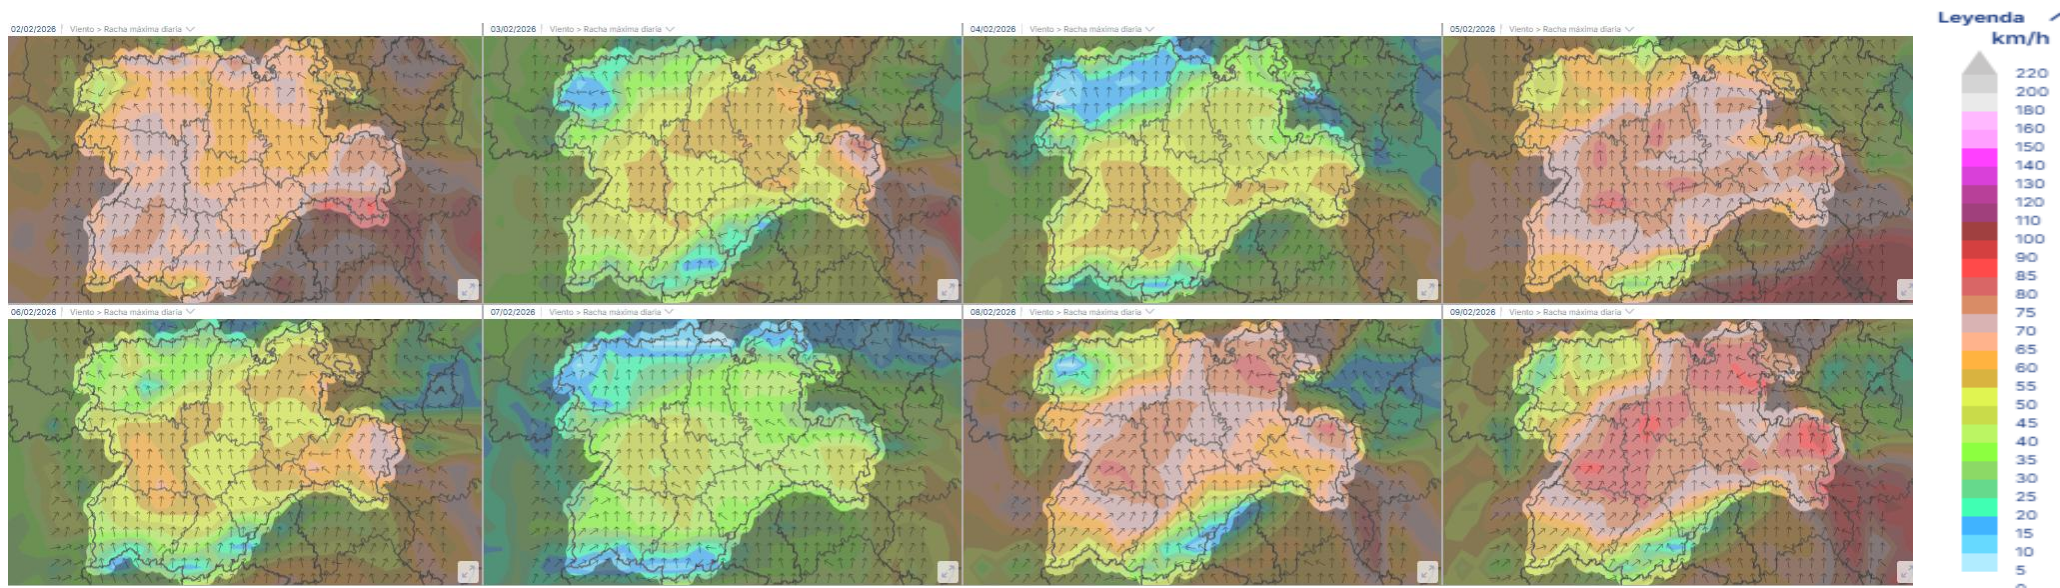 02/02/2026 | Viento > Racha máxima diaria
03/02/2026 | Viento > Racha máxima diaria
04/02/2026 | Viento > Racha máxima diaria
05/02/2026 | Viento > Racha máxima diaria
06/02/2026 | Viento > Racha máxima diaria
07/02/2026 | Viento > Racha máxima diaria
08/02/2026 | Viento > Racha máxima diaria
09/02/2026 | Viento > Racha máxima diaria
Leyenda
km/h
220
200
180
160
150
140
130
120
110
100
90
85
80
75
70
65
60
55
50
45
40
35
30
25
20
15
10
5
0